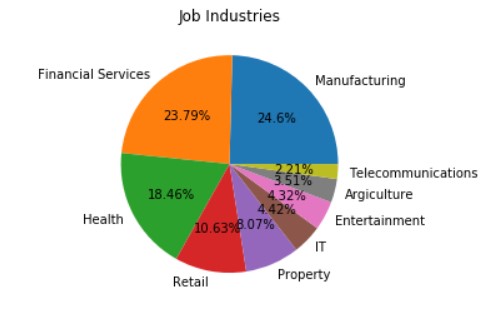 Job Industries
Financial Services
Manufacturing
23.79%
24.6%
2.21%
Telecommunications
3.51%
Argiculture
18.46%
4.32%
Entertainment
4.42%
Health
10.63%
8.07%
IT
Retail
Property